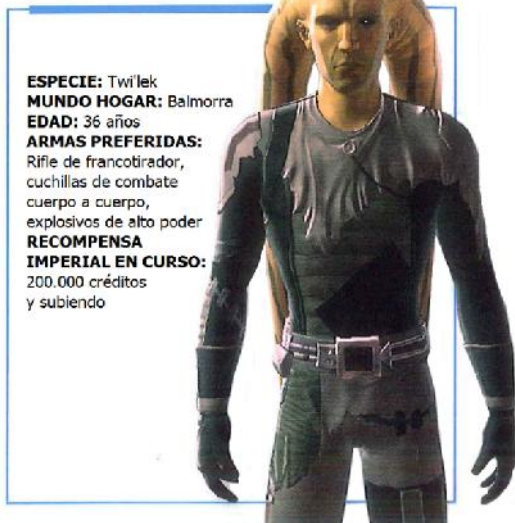 ESPECIE: Twi'lek
MUNDO HOGAR: Balmorra
EDAD: 36 años
ARMAS PREFERIDAS:
Rifle de francotirador,
cuchillas de combate
cuerpo a cuerpo,
explosivos de alto poder
RECOMPENSA
IMPERIAL EN CURSO:
200.000 créditos
y subiendo